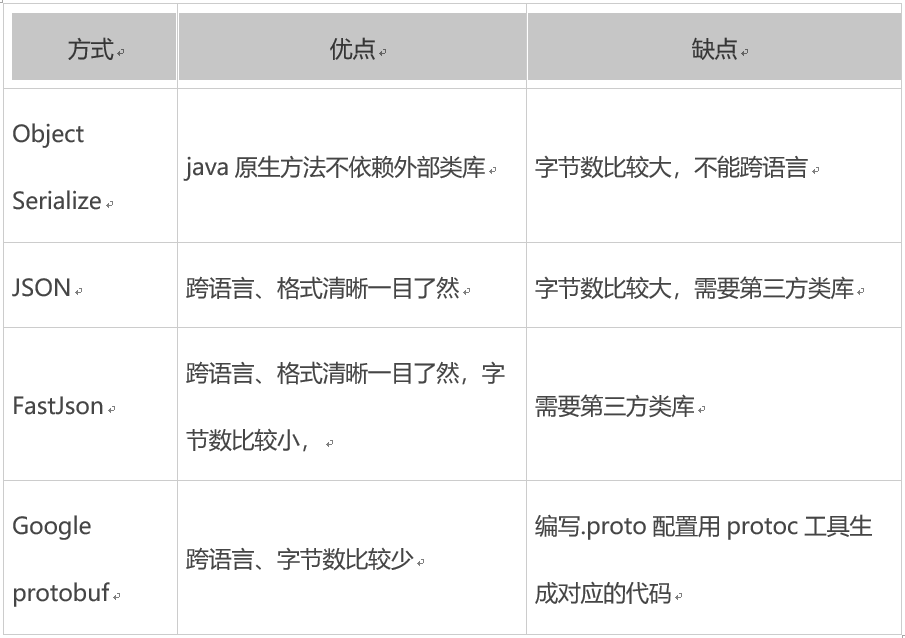 方式 优点 缺点
Object
Serialize
java 原生方法不依赖外部类库
字节数比较大，不能跨语言
JSON
跨语言、格式清晰一目了然
字节数比较大，需要第三方类库
FastJson
跨语言、格式清晰一目了然，字
节数比较小，
需要第三方类库
Google
protobuf
跨语言、字节数比较少
编写.proto 配置用 protoc 工具生
成对应的代码